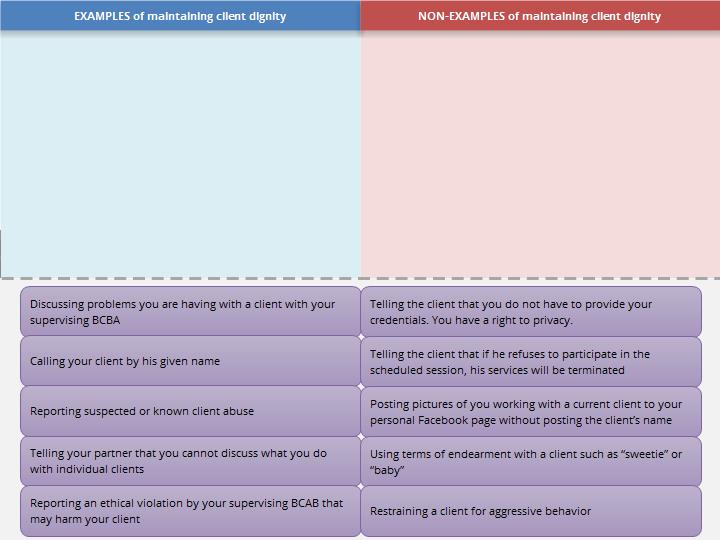 EXAMPLES of maintaining client dignity
NON-EXAMPLES of maintaining client dignity
Discussing problems you are having with a client with your
supervising BCBA
Telling the client that you do not have to provide your
credentials. You have a right to privacy.
Calling your client by his given name
Telling the client that if he refuses to participate in the
scheduled session, his services will be terminated
Reporting suspected or known client abuse
Posting pictures of you working with a current client to your
personal Facebook page without posting the client’s name
Telling your partner that you cannot discuss what you do
with individual clients
Using terms of endearment with a client such as “sweetie” or
“baby”
Reporting an ethical violation by your supervising BCAB that
may harm your client
Restraining a client for aggressive behavior